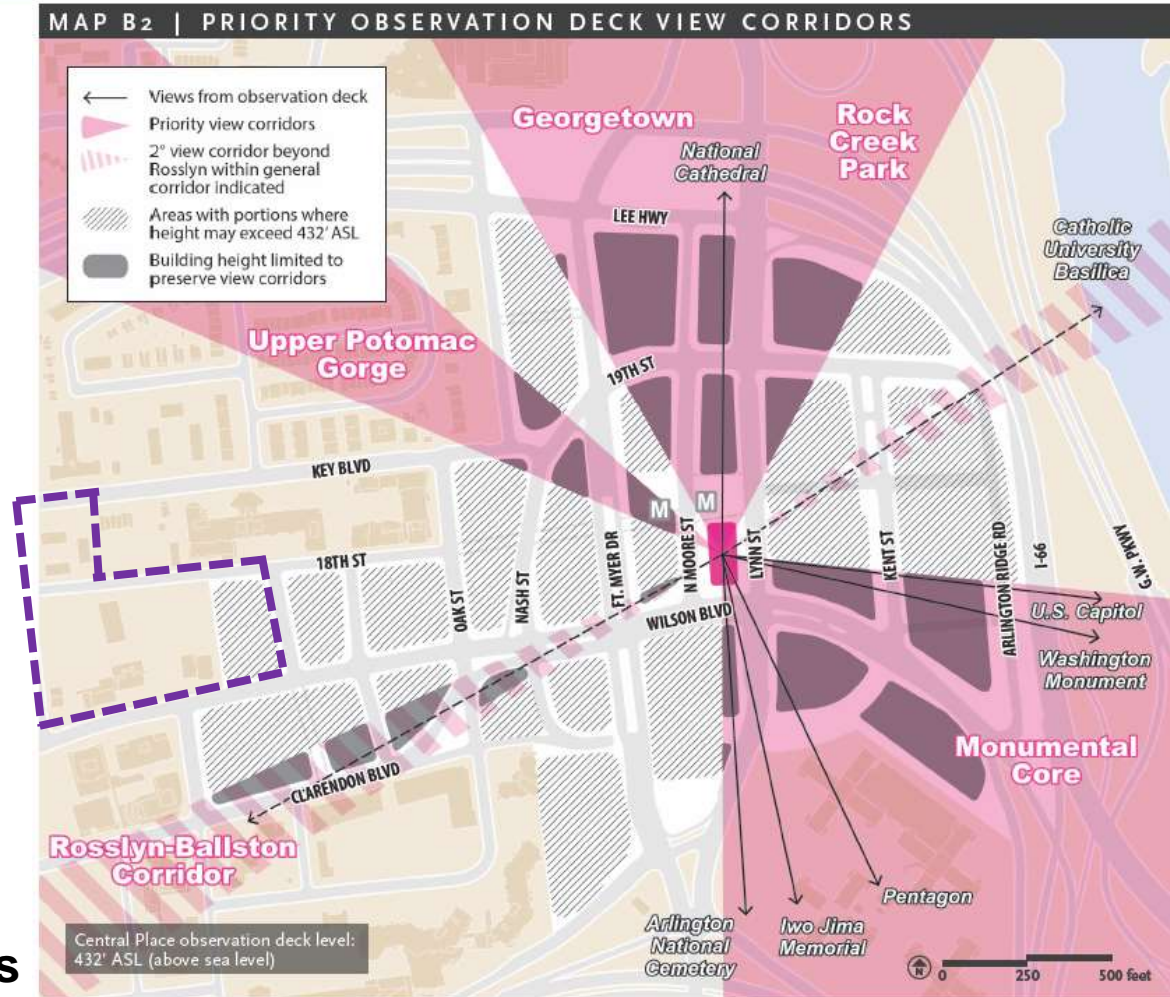 MAP B2 | PRIORITY OBSERVATION DECK VIEW CORRIDORS
Views from observation deck
Priority view corridors
2° view corridor beyond
Rosslyn within general
corridor indicated
Areas with portions where
height may exceed 432' ASL
Building height limited to
preserve view corridors
Georgetown
Rock
Creek
Park
National
Cathedral
LEE HWY
Catholic
University
Basilica
Upper Potomac
Gorge
19TH ST
KEY BLVD
M
M
18TH ST
OAK ST
NASH ST
FT. MYER DR
N MOORE ST
LYNN ST
KENT ST
ARLINGTON RIDGE RD
I-66
G.W. PKWY
WILSON BLVD
U.S. Capitol
Washington
Monument
Monumental
Core
CLARENDON BLVD
Rosslyn-Ballston
Corridor
Pentagon
Arlington
National
Cemetery
Iwo Jima
Memorial
Central Place observation deck level:
432' ASL (above sea level)
s
N
0 250 500 feet